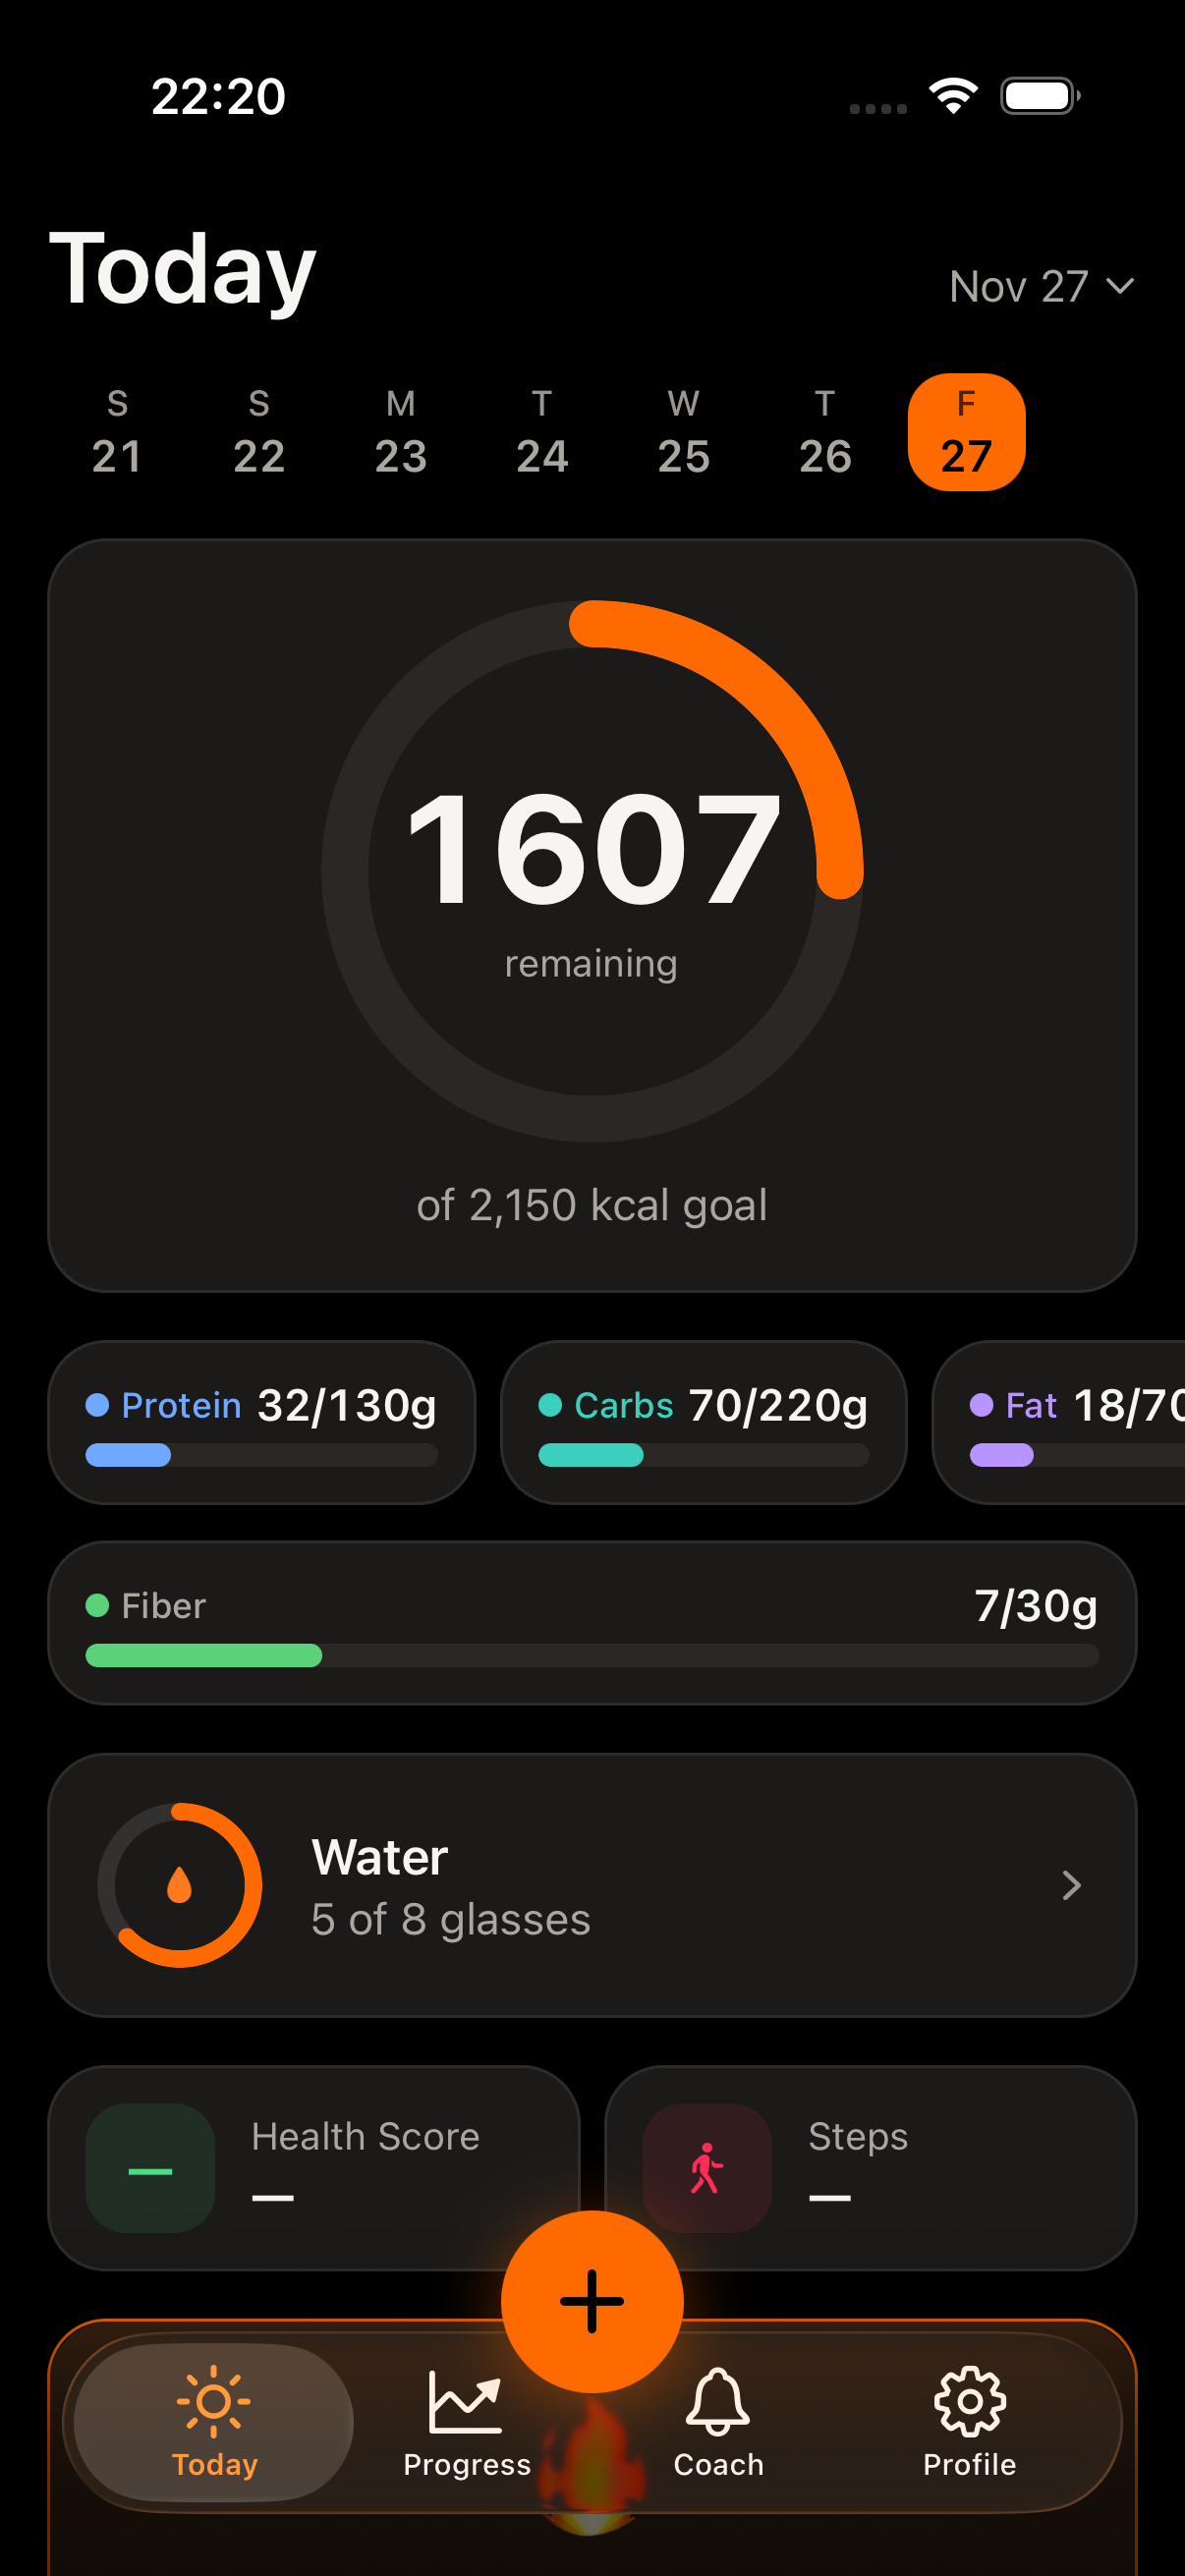 22:20
Today
Nov 27
S S M T W T F
21 22 23 24 25 26 27
1607
remaining
of 2,150 kcal goal
Protein 32/130g
Carbs 70/220g
Fat 18/70
Fiber 7/30g
Water
5 of 8 glasses
Health Score
—
Steps
—
Today Progress Coach Profile